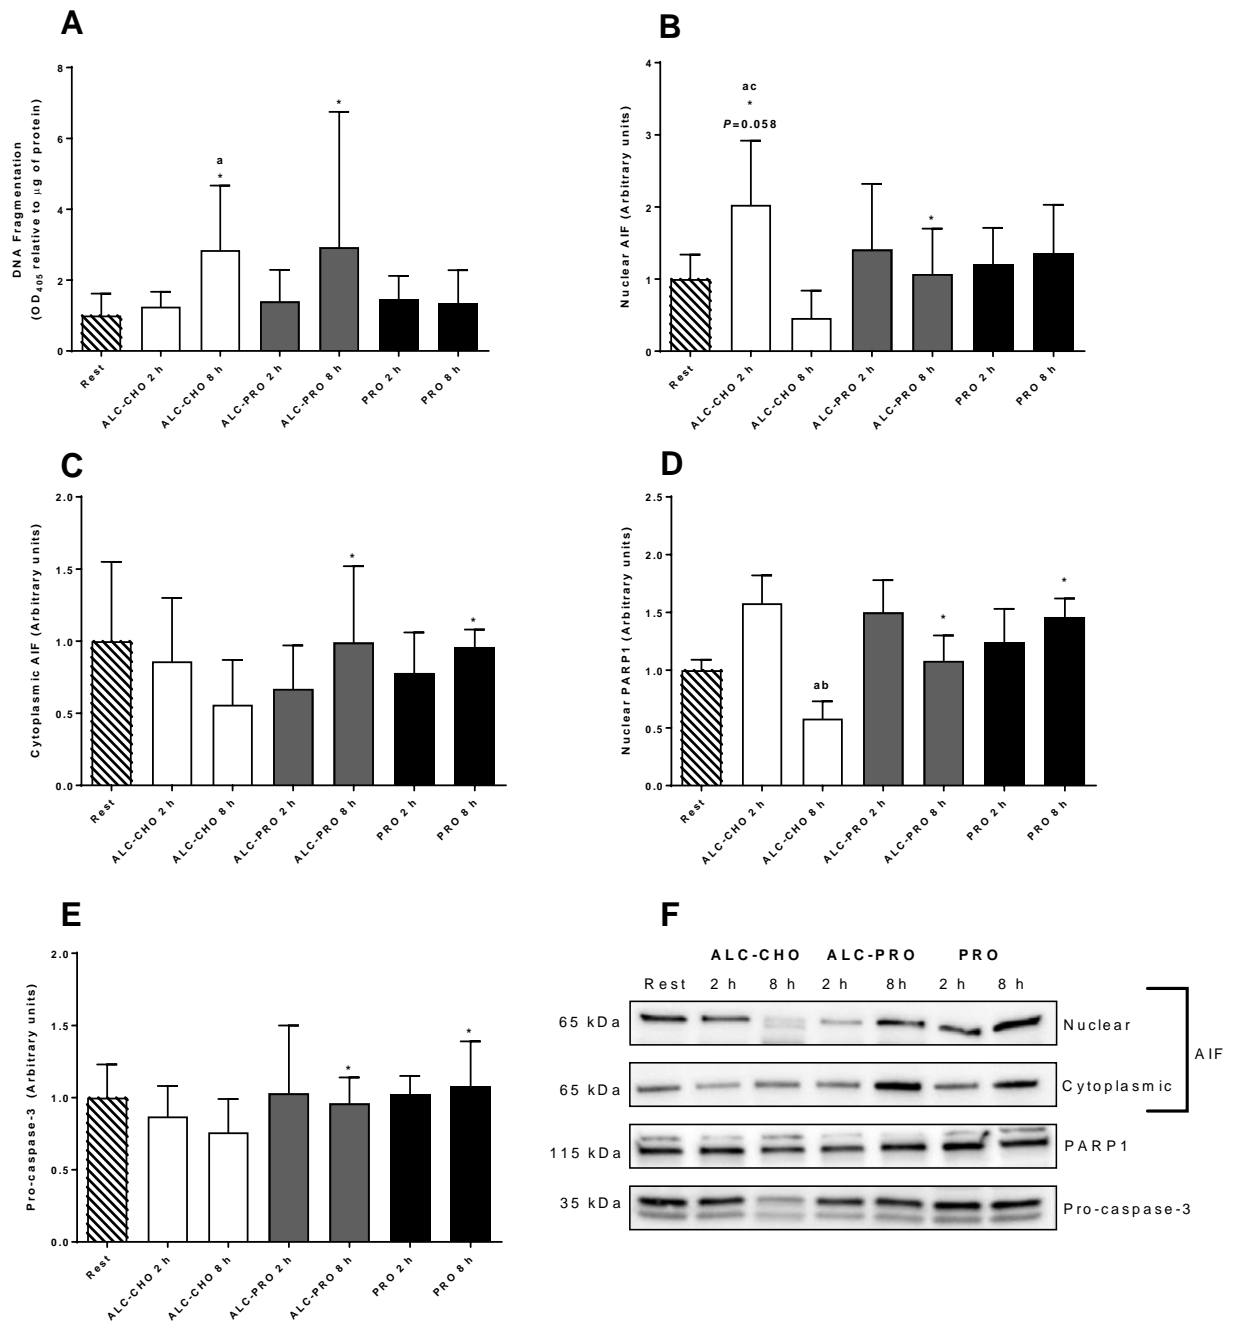 A
DNA Fragmentation
(OD405 relative to μg of protein)
8
6
4
2
0
a
*
*
Rest
ALC-CHO 2 h
ALC-CHO 8 h
ALC-PRO 2 h
ALC-PRO 8 h
PRO 2 h
PRO 8 h
B
Nuclear AIF (Arbitrary units)
4
3
2
1
0
ac
*
P=0.058
*
Rest
ALC-CHO 2 h
ALC-CHO 8 h
ALC-PRO 2 h
ALC-PRO 8 h
PRO 2 h
PRO 8 h
C
Cytoplasmic AIF (Arbitrary units)
2.0
1.5
1.0
0.5
0.0
*
*
Rest
ALC-CHO 2 h
ALC-CHO 8 h
ALC-PRO 2 h
ALC-PRO 8 h
PRO 2 h
PRO 8 h
D
Nuclear PARP1 (Arbitrary units)
2.5
2.0
1.5
1.0
0.5
0.0
ab
*
*
Rest
ALC-CHO 2 h
ALC-CHO 8 h
ALC-PRO 2 h
ALC-PRO 8 h
PRO 2 h
PRO 8 h
E
Pro-caspase-3 (Arbitrary units)
2.0
1.5
1.0
0.5
0.0
*
*
Rest
ALC-CHO 2 h
ALC-CHO 8 h
ALC-PRO 2 h
ALC-PRO 8 h
PRO 2 h
PRO 8 h
F
ALC-CHO ALC-PRO PRO
Rest 2 h 8 h 2 h 8h 2 h 8 h
65 kDa Nuclear
AIF
65 kDa Cytoplasmic
115 kDa PARP1
35 kDa Pro-caspase-3